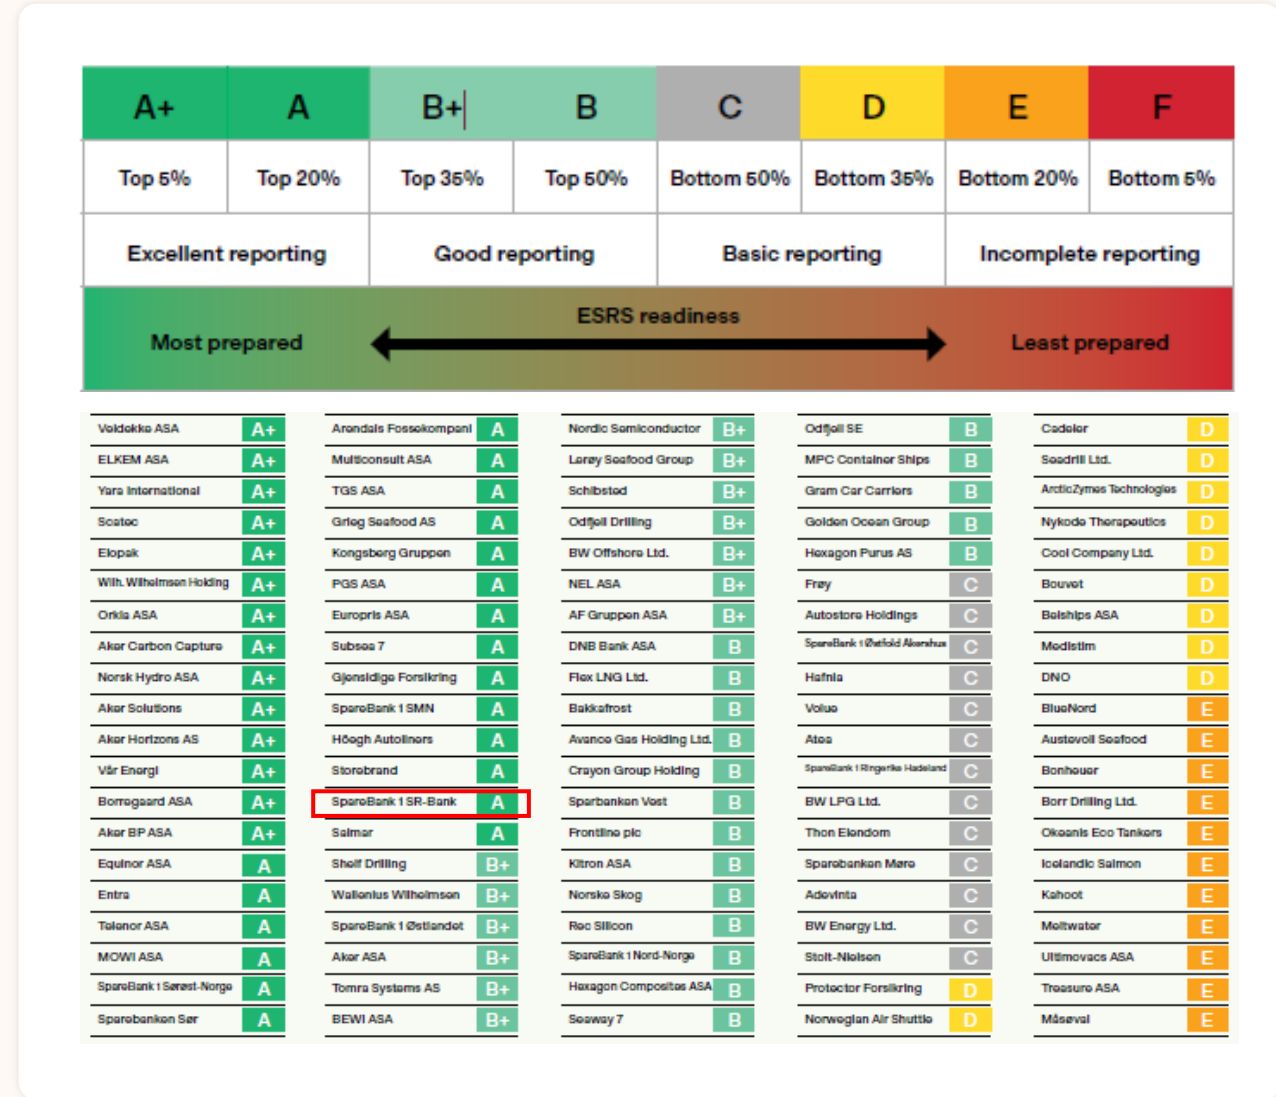 A+ A B+ B C D E F
Top 5% Top 20% Top 35% Top 50% Bottom 50% Bottom 35% Bottom 20% Bottom 5%
Excellent reporting Good reporting Basic reporting Incomplete reporting
ESRS readiness
Most prepared Least prepared
Veidekke ASA A+
ELKEM ASA A+
Yara International A+
Scatec A+
Elopak A+
Wilh. Wilhelmsen Holding A+
Orkla ASA A+
Aker Carbon Capture A+
Norsk Hydro ASA A+
Aker Solutions A+
Aker Horizons AS A+
Vår Energi A+
Borregaard ASA A+
Aker BP ASA A+
Equinor ASA A
Entra A
Telenor ASA A
MOWI ASA A
SpareBank 1 Sørøst-Norge A
Sparebanken Sør A
Arendals Fossekompani A
Multiconsult ASA A
TGS ASA A
Grieg Seafood AS A
Kongsberg Gruppen A
PGS ASA A
Europris ASA A
Subsea 7 A
Gjensidige Forsikring A
SpareBank 1 SMN A
Höegh Autoliners A
Storebrand A
SpareBank 1 SR-Bank A
Salmar A
Shelf Drilling B+
Wallenius Wilhelmsen B+
SpareBank 1 Østlandet B+
Aker ASA B+
Tomra Systems AS B+
BEWI ASA B+
Nordic Semiconductor B+
Lerøy Seafood Group B+
Schibsted B+
Odfjell Drilling B+
BW Offshore Ltd. B+
NEL ASA B+
AF Gruppen ASA B+
DNB Bank ASA B
Flex LNG Ltd. B
Bakkafrost B
Avance Gas Holding Ltd. B
Crayon Group Holding B
Sparbanken Vest B
Frontline plc B
Kitron ASA B
Norske Skog B
Rec Silicon B
SpareBank 1 Nord-Norge B
Hexagon Composites ASA B
Seaway 7 B
Odfjell SE B
MPC Container Ships B
Gram Car Carriers B
Golden Ocean Group B
Hexagon Purus AS B
Frøy C
Autostore Holdings C
SpareBank 1 Østfold Akershus C
Hafnia C
Volue C
Atea C
SpareBank 1 Ringerike Hadeland C
BW LPG Ltd. C
Thon Eiendom C
Sparebanken Møre C
Adevinta C
BW Energy Ltd. C
Stolt-Nielsen C
Protector Forsikring D
Norwegian Air Shuttle D
Cadeler D
Seadrill Ltd. D
ArcticZymes Technologies D
Nykode Therapeutics D
Cool Company Ltd. D
Bouvet D
Belships ASA D
Medistim D
DNO D
BlueNord E
Austevoll Seafood E
Bonheuer E
Borr Drilling Ltd. E
Okeanis Eco Tankers E
Icelandic Salmon E
Kahoot E
Meltwater E
Ultimovacs ASA E
Treasure ASA E
Måsøval E